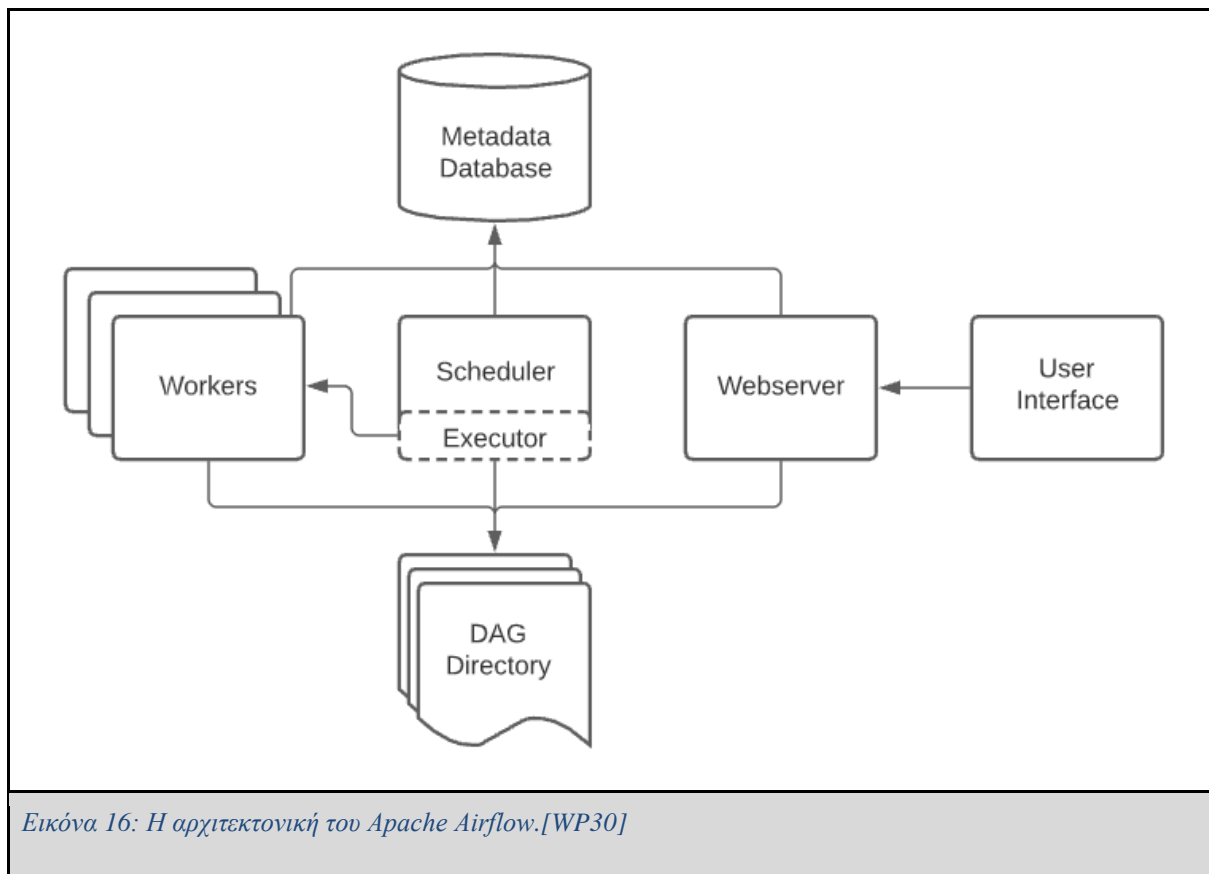 Metadata
Database
Workers
Scheduler
Executor
Webserver
User
Interface
DAG
Directory
Εικόνα 16: Η αρχιτεκτονική του Apache Airflow.[WP30]